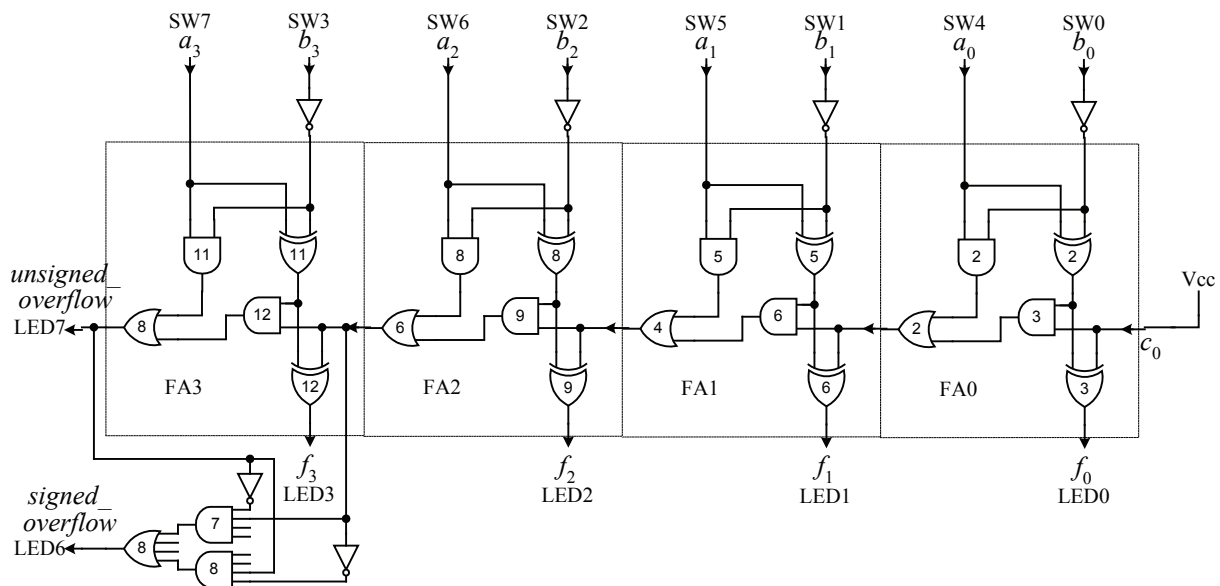 SW7 SW3 SW6 SW2 SW5 SW1 SW4 SW0
a3 b3 a2 b2 a1 b1 a0 b0
11 11 8 8 5 5 2 2
unsigned_
overflow
LED7
8 12 6 9 4 6 2 3
Vcc
c0
12 9 6 3
FA3 FA2 FA1 FA0
f3 f2 f1 f0
LED3 LED2 LED1 LED0
signed_
overflow
LED6
7
8 8